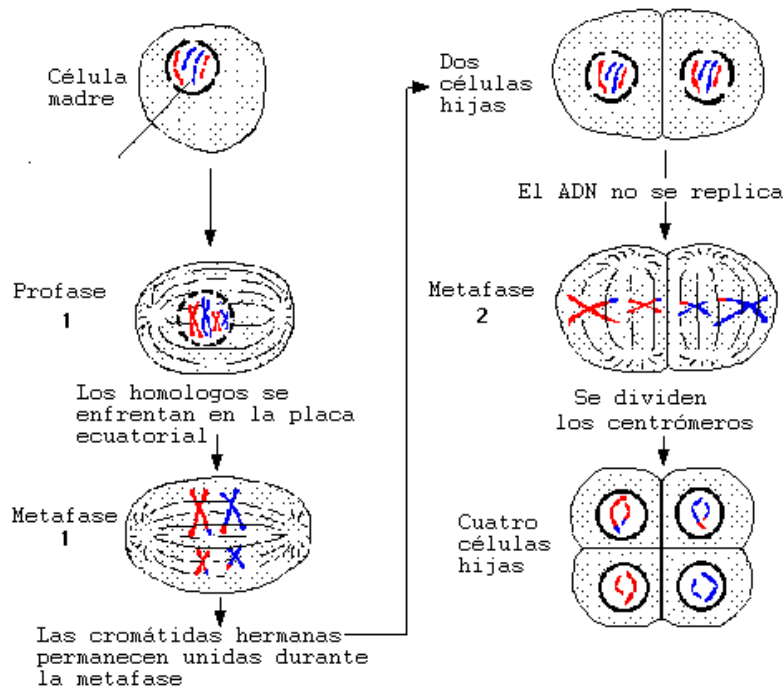 Célula
madre
Profase
1
Los homologos se
enfrentan en la placa
ecuatorial
Metafase
1
Las cromátidas hermanas
permanecen unidas durante
la metafase
Dos
células
hijas
El ADN no se replica
Metafase
2
Se dividen
los centrómeros
Cuatro
células
hijas